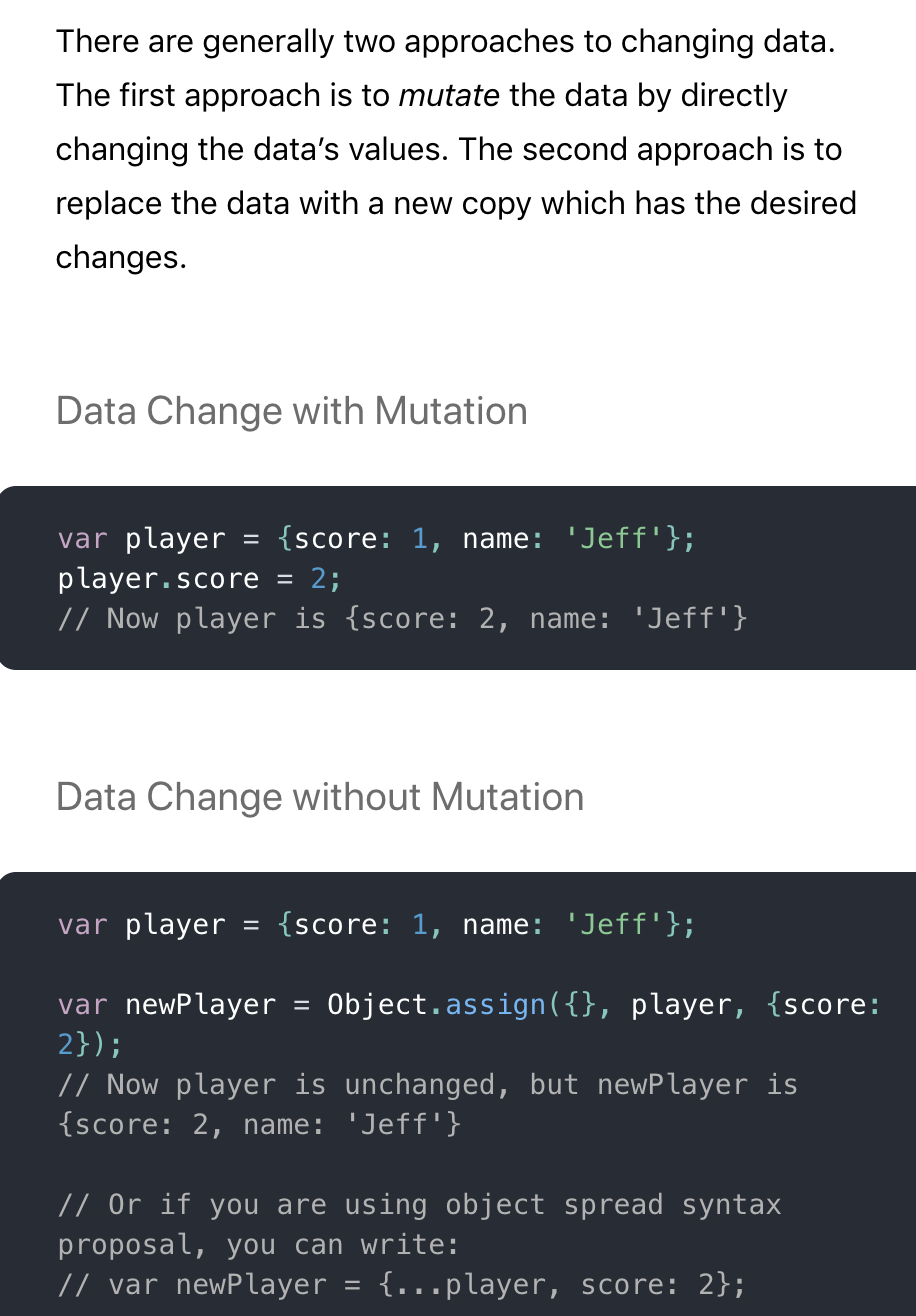 There are generally two approaches to changing data.
The first approach is to mutate the data by directly
changing the data’s values. The second approach is to
replace the data with a new copy which has the desired
changes.
Data Change with Mutation
var player = {score: 1, name: 'Jeff'};
player.score = 2;
// Now player is {score: 2, name: 'Jeff'}
Data Change without Mutation
var player = {score: 1, name: 'Jeff'};
var newPlayer = Object.assign({}, player, {score:
2});
// Now player is unchanged, but newPlayer is
{score: 2, name: 'Jeff'}
// Or if you are using object spread syntax
proposal, you can write:
// var newPlayer = {...player, score: 2};